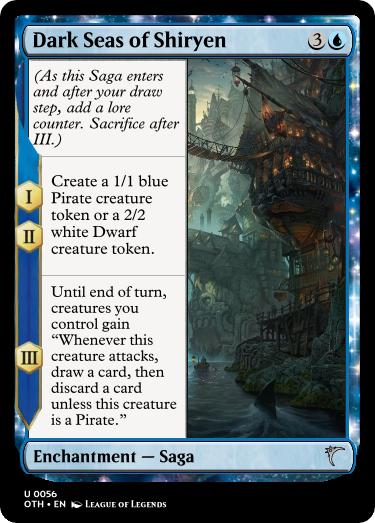 Dark Seas of Shiryen 3
(As this Saga enters
and after your draw
step, add a lore
counter. Sacrifice after
III.)
I
II
Create a 1/1 blue
Pirate creature
token or a 2/2
white Dwarf
creature token.
III
Until end of turn,
creatures you
control gain
“Whenever this
creature attacks,
draw a card, then
discard a card
unless this creature
is a Pirate.”
Enchantment — Saga
U 0056
OTH • EN League of Legends